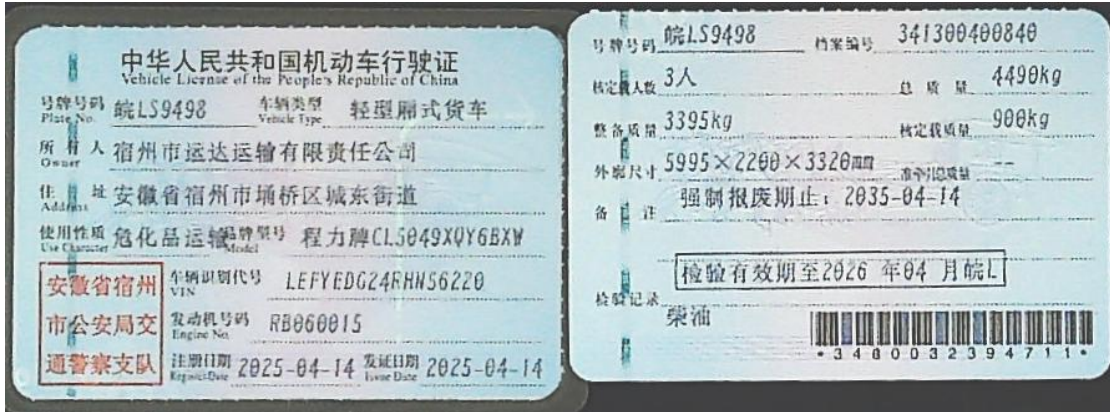 中华人民共和国机动车行驶证
Vehicle License of the People's Republic of China
号牌号码 皖LS9498 车辆类型 轻型厢式货车
Plate No. Vehicle Type
所有人 宿州市运达运输有限责任公司
Owner
住址 安徽省宿州市埇桥区城东街道
Address
使用性质 危化品运输 品牌型号 程力牌CL5049XQY6BXW
Use Character Model
安徽省宿州
市公安局交
通警察支队
车辆识别代号 LEFYEDG24RHN56220
VIN
发动机号码 RB060015
Engine No.
注册日期 2025-04-14 发证日期 2025-04-14
Register Date Issue Date
号牌号码 皖LS9498 档案编号 341300400840
核定载人数 3人 总质量 4490kg
整备质量 3395kg 核定载质量 900kg
外廓尺寸 5995×2200×3320mm 准牵引总质量 --
备注 强制报废期止：2035-04-14
检验有效期至2026 年04 月皖L
检验记录
柴油
*3480032394711*